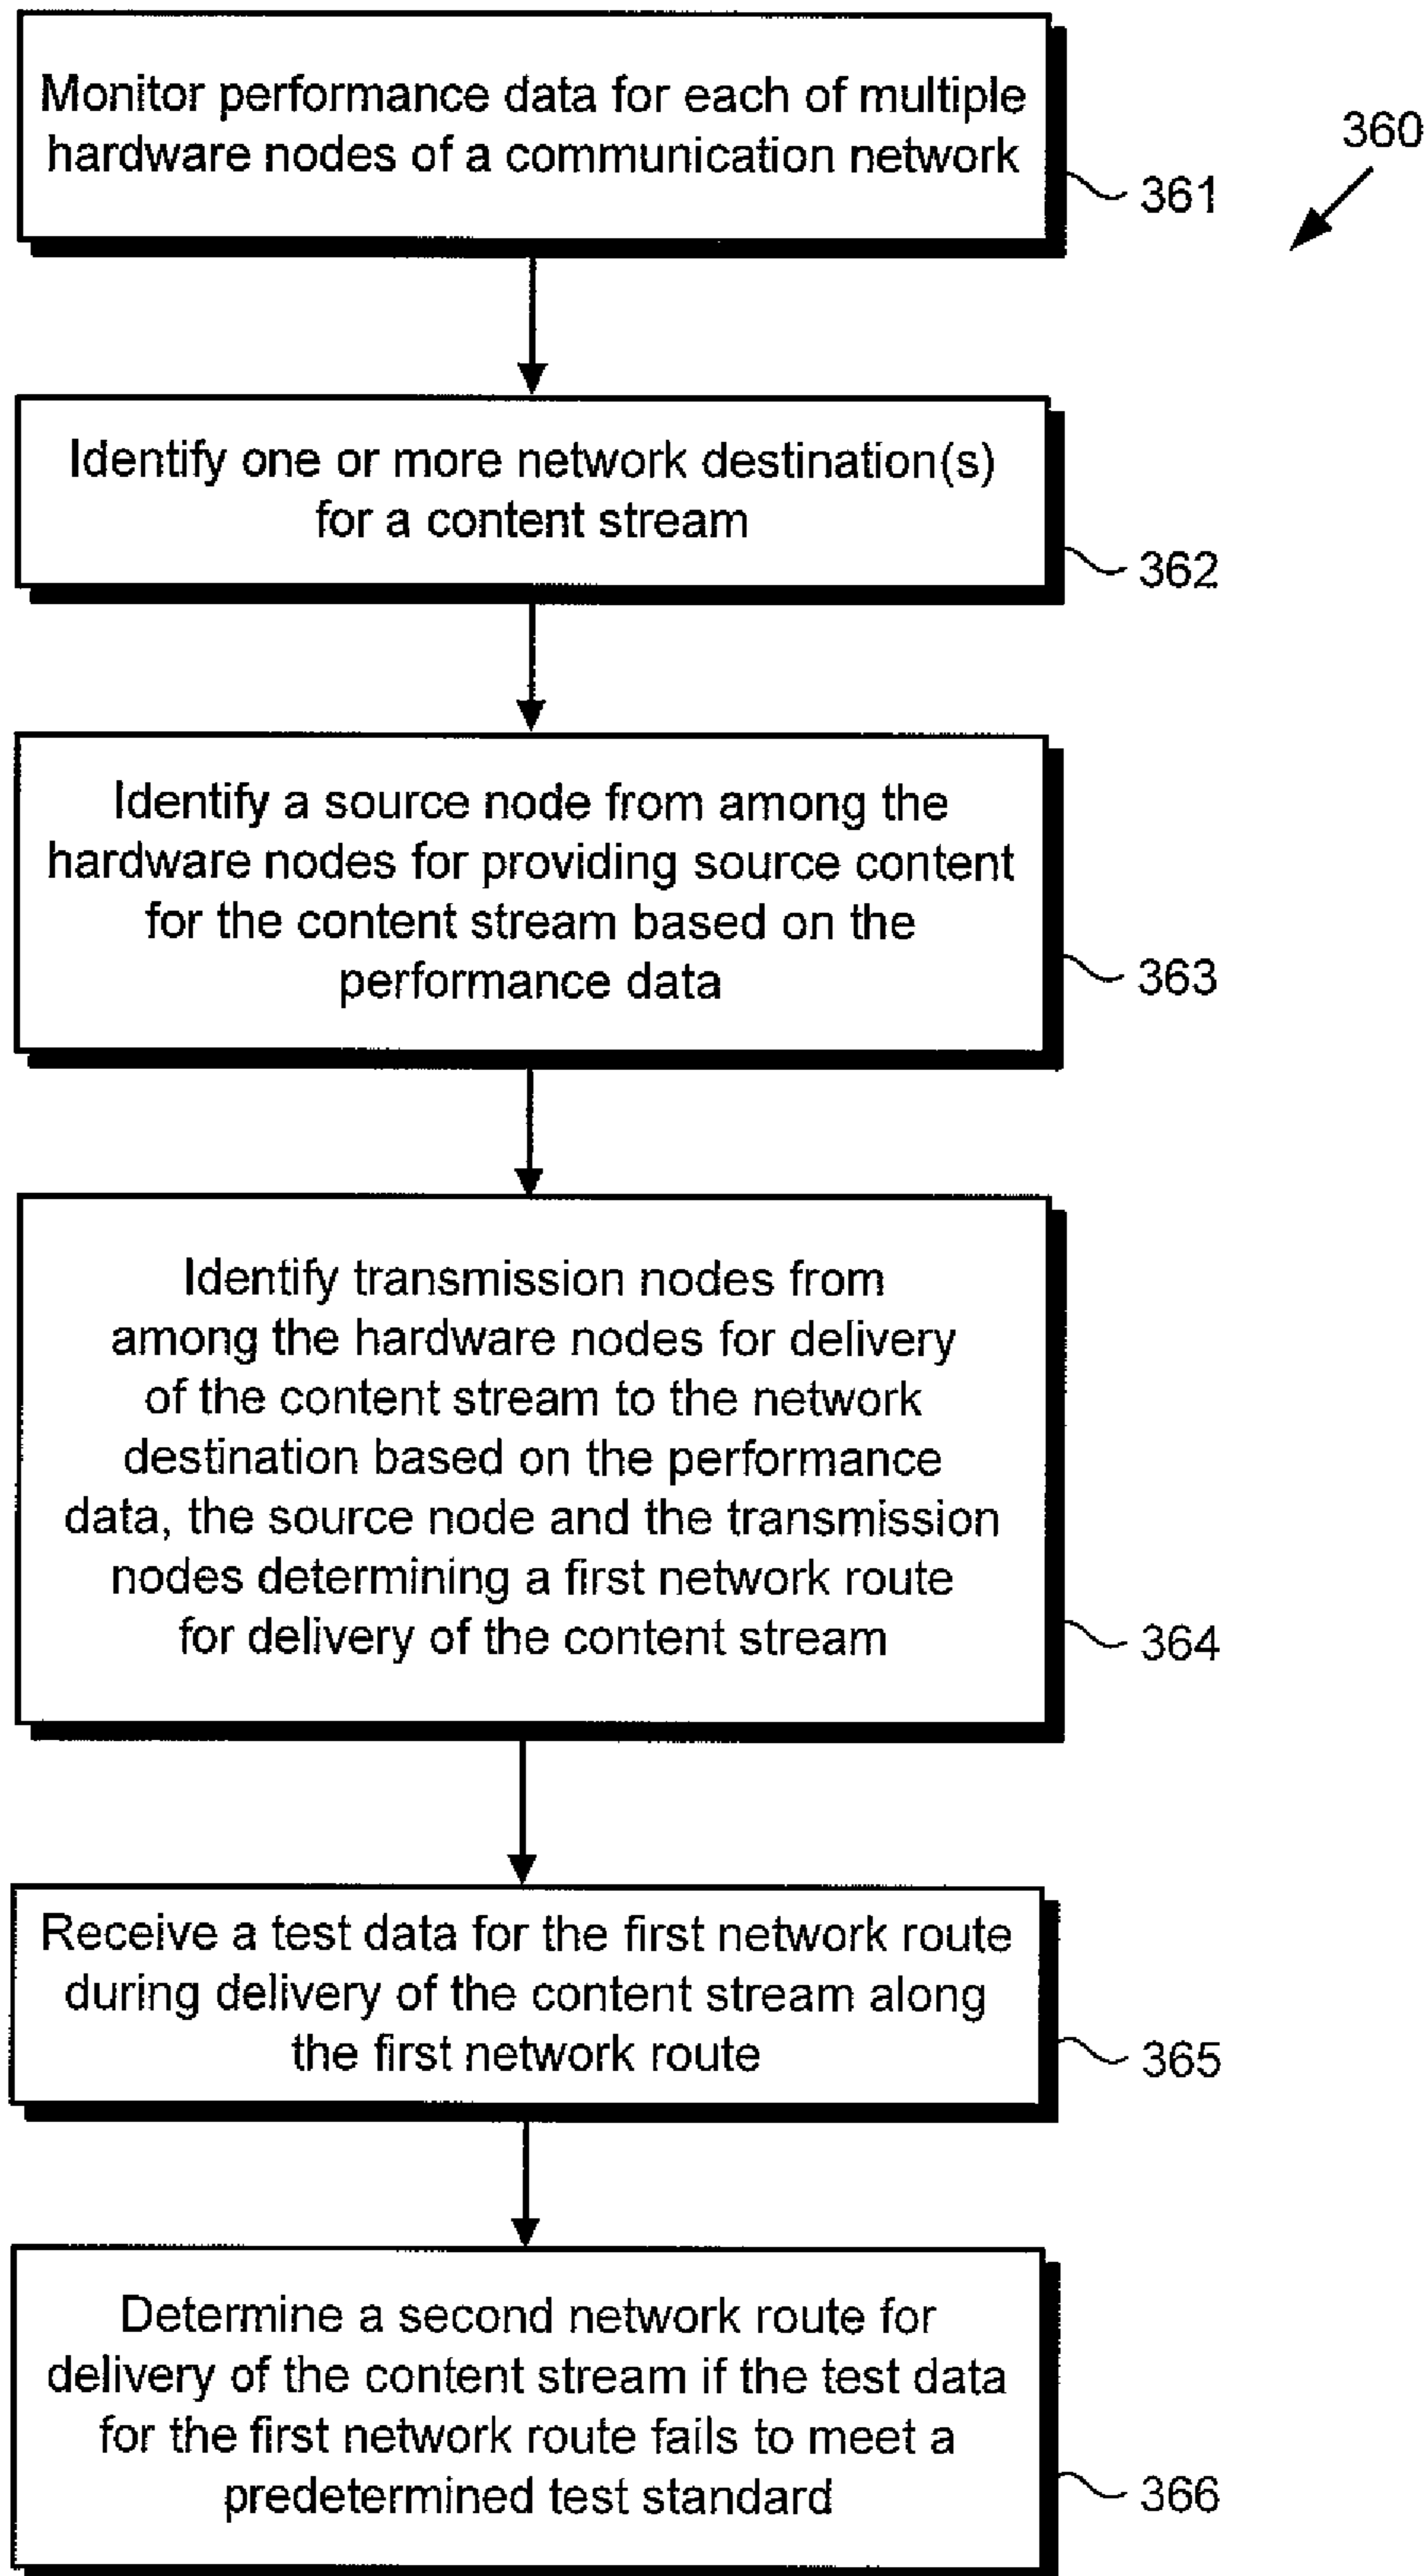 Monitor performance data for each of multiple
hardware nodes of a communication network
360
361
Identify one or more network destination(s)
for a content stream
362
Identify a source node from among the
hardware nodes for providing source content
for the content stream based on the
performance data
363
Identify transmission nodes from
among the hardware nodes for delivery
of the content stream to the network
destination based on the performance
data, the source node and the transmission
nodes determining a first network route
for delivery of the content stream
364
Receive a test data for the first network route
during delivery of the content stream along
the first network route
365
Determine a second network route for
delivery of the content stream if the test data
for the first network route fails to meet a
predetermined test standard
366